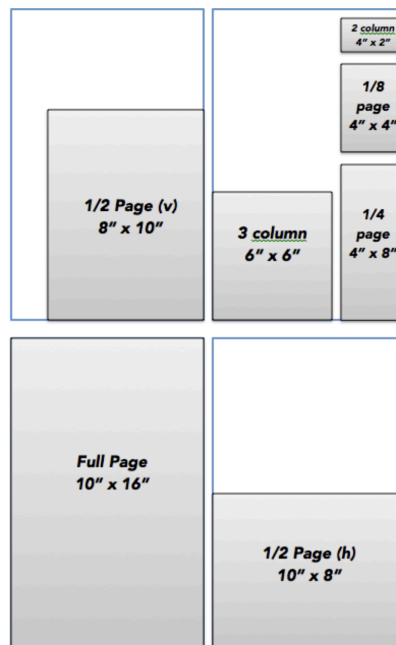 2 column
4" x 2"
1/8
page
4" x 4"
1/2 Page (v)
8" x 10"
3 column
6" x 6"
1/4
page
4" x 8"
Full Page
10" x 16"
1/2 Page (h)
10" x 8"